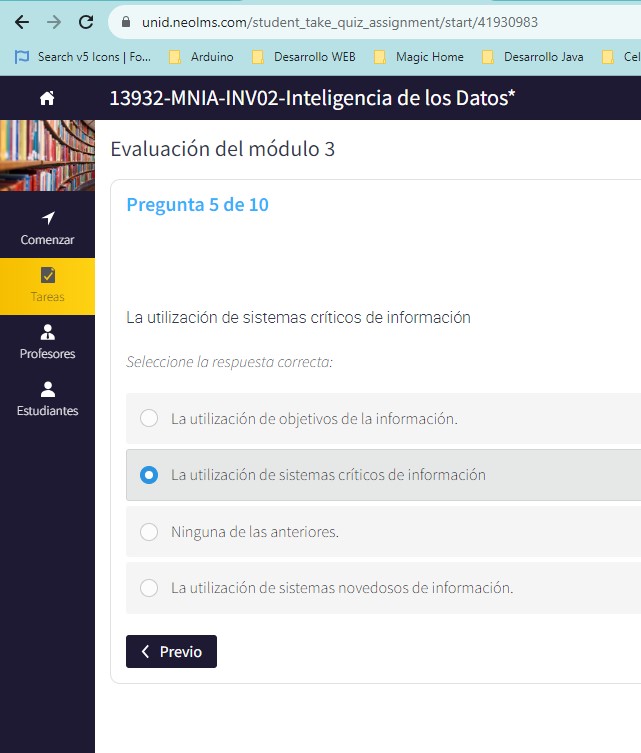 unid.neolms.com/student_take_quiz_assignment/start/41930983
Search v5 Icons | Fo... Arduino Desarrollo WEB Magic Home Desarrollo Java Cel
13932-MNIA-INV02-Inteligencia de los Datos*
Evaluación del módulo 3
Comenzar
Tareas
Profesores
Estudiantes
Pregunta 5 de 10
La utilización de sistemas críticos de información
Seleccione la respuesta correcta:
La utilización de objetivos de la información.
La utilización de sistemas críticos de información
Ninguna de las anteriores.
La utilización de sistemas novedosos de información.
Previo